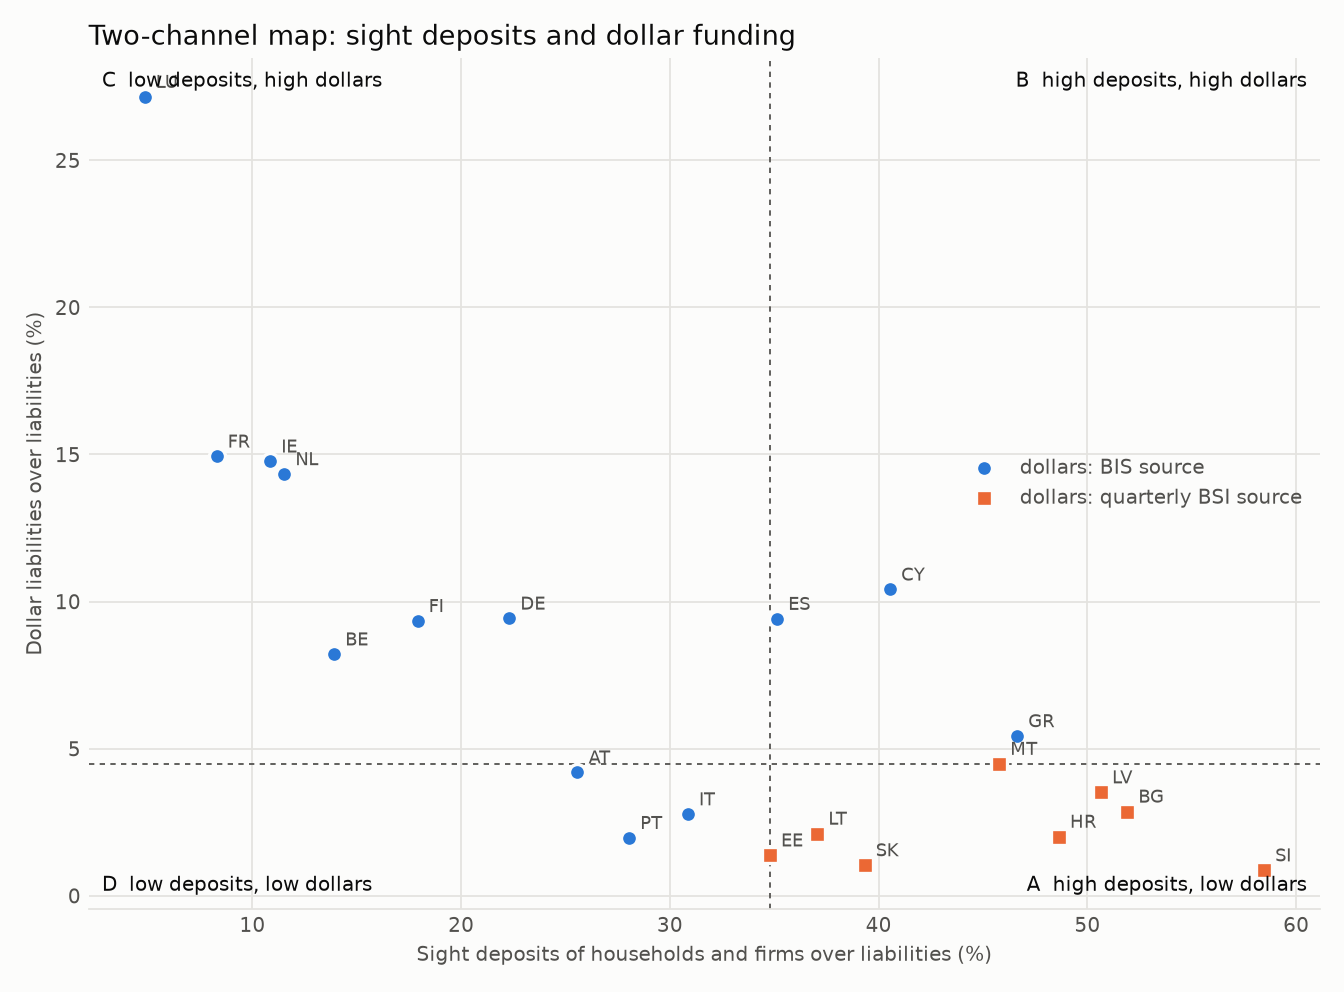 Two-channel map: sight deposits and dollar funding
C low deposits, high dollars
LU
B high deposits, high dollars
25
20
15
10
5
0
Dollar liabilities over liabilities (%)
FR
IE
NL
dollars: BIS source
dollars: quarterly BSI source
CY
ES
DE
FI
BE
GR
MT
AT
LV
IT
BG
PT
LT
HR
EE
SK
SI
D low deposits, low dollars
A high deposits, low dollars
10
20
30
40
50
60
Sight deposits of households and firms over liabilities (%)